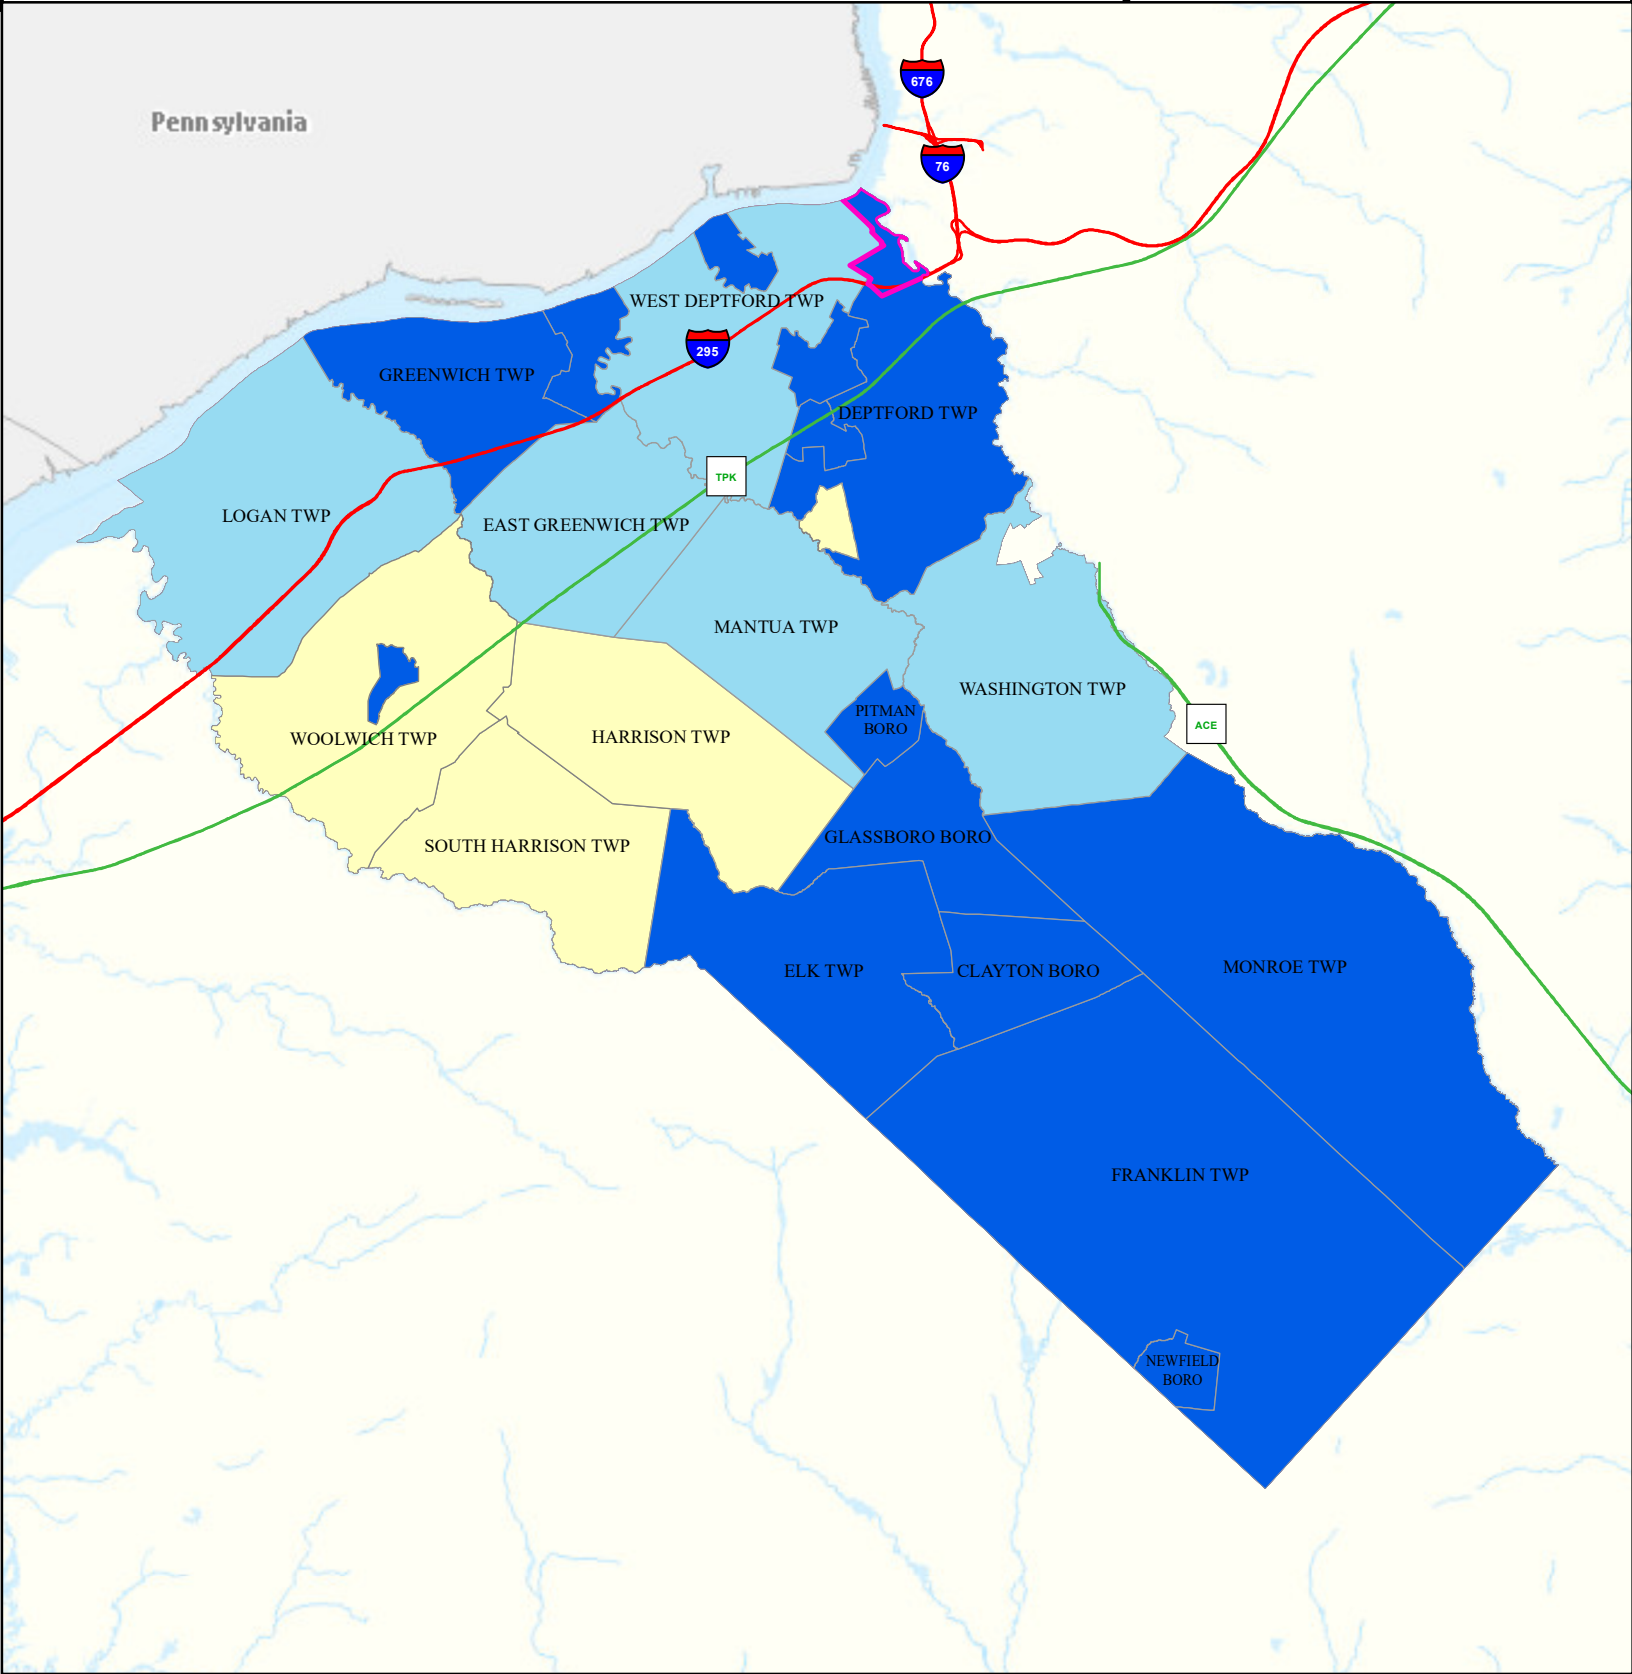 676
Pennsylvania
76
WEST DEPTFORD TWP
295
GREENWICH TWP
DEPTFORD TWP
TPK
LOGAN TWP
EAST GREENWICH TWP
MANTUA TWP
WASHINGTON TWP
PITMAN
BORO
ACE
WOOLWICH TWP
HARRISON TWP
GLASSBORO BORO
SOUTH HARRISON TWP
ELK TWP
CLAYTON BORO
MONROE TWP
FRANKLIN TWP
NEWFIELD
BORO